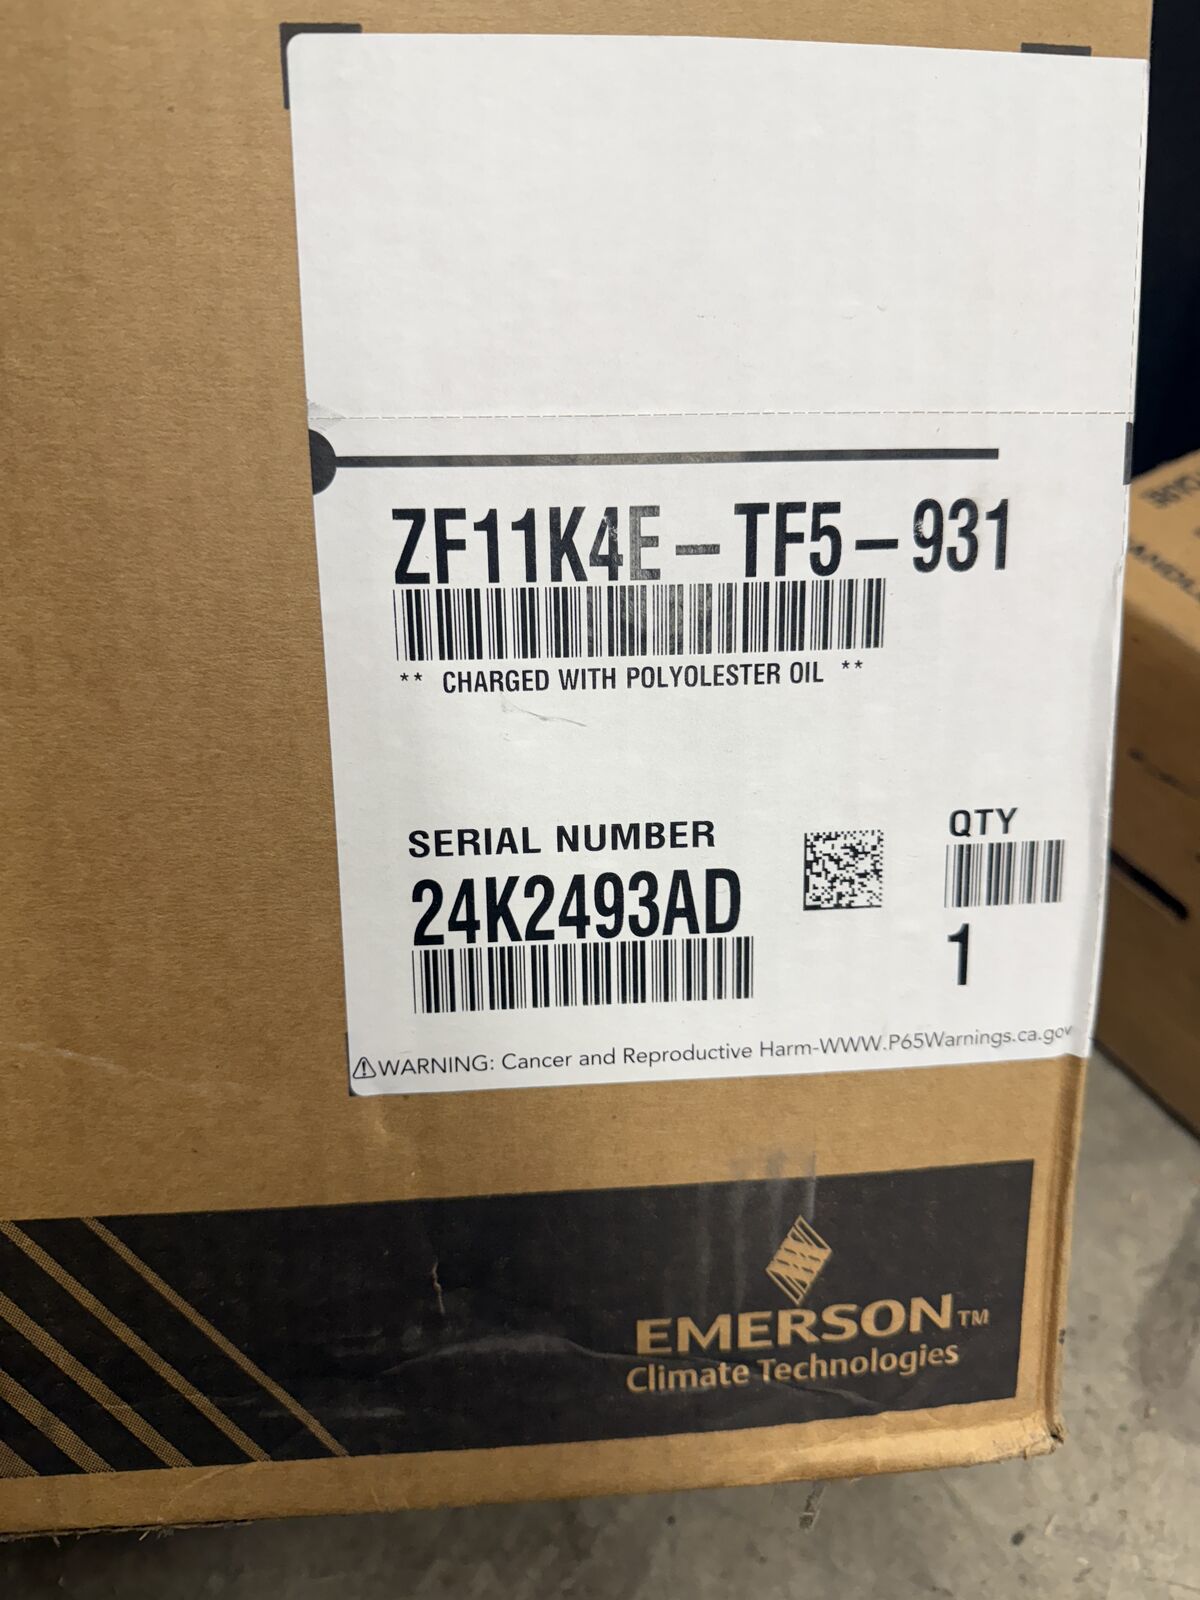 ZF11K4E-TF5-931
** CHARGED WITH POLYOLESTER OIL **
SERIAL NUMBER
24K2493AD
QTY
1
⚠WARNING: Cancer and Reproductive Harm-WWW.P65Warnings.ca.gov
EMERSON™
Climate Technologies